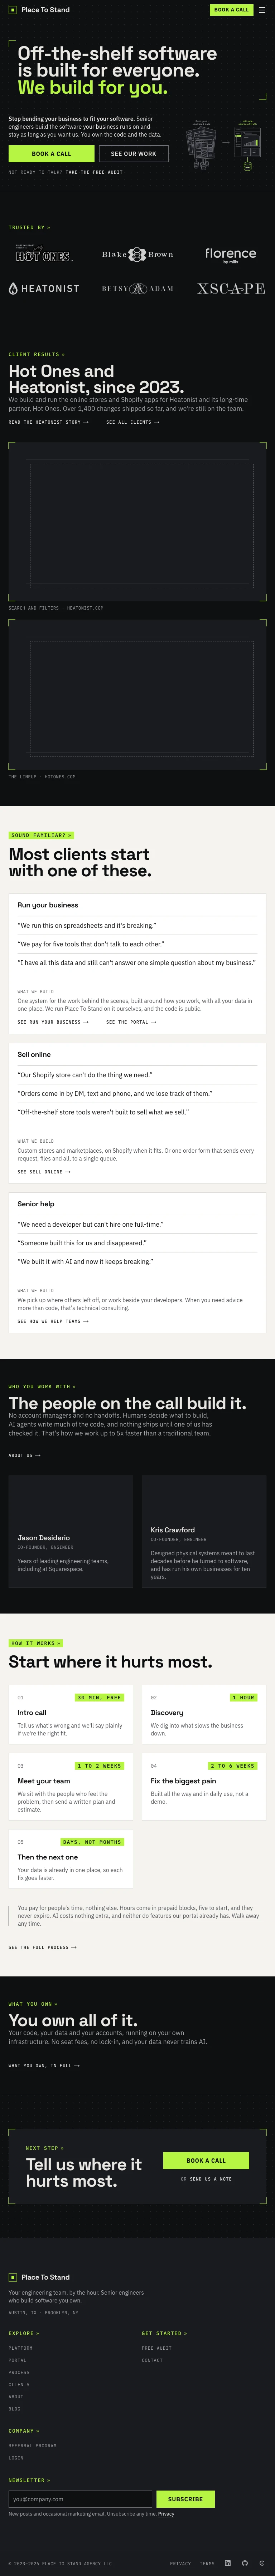 Place To Stand
BOOK A CALL
Off-the-shelf software
is built for everyone.
We build for you.
Stop bending your business to fit your software. Senior
engineers build the software your business runs on and
stay as long as you want us. You own the code and the data.
BOOK A CALL
SEE OUR WORK
NOT READY TO TALK? TAKE THE FREE AUDIT
TRUSTED BY
HOT ONES
Blake Brown
florence
by mills
HEATONIST
BETSY ADAM
XSCAPE
CLIENT RESULTS
Hot Ones and
Heatonist, since 2023.
We build and run the online stores and Shopify apps for Heatonist and its long-time
partner, Hot Ones. Over 1,400 changes shipped so far, and we're still on the team.
READ THE HEATONIST STORY →
SEE ALL CLIENTS →
SEARCH AND FILTERS · HEATONIST.COM
THE LINEUP · HOTONES.COM
SOUND FAMILIAR?
Most clients start
with one of these.
Run your business
“We run this on spreadsheets and it's breaking.”
“We pay for five tools that don't talk to each other.”
“I have all this data and still can't answer one simple question about my business.”
WHAT WE BUILD
One system for the work behind the scenes, built around how you work, with all your data in
one place. We run Place To Stand on it ourselves, and the code is public.
SEE RUN YOUR BUSINESS →
SEE THE PORTAL →
Sell online
“Our Shopify store can't do the thing we need.”
“Orders come in by DM, text and phone, and we lose track of them.”
“Off-the-shelf store tools weren't built to sell what we sell.”
WHAT WE BUILD
Custom stores and marketplaces, on Shopify when it fits. Or one order form that sends every
request, files and all, to a single queue.
SEE SELL ONLINE →
Senior help
“We need a developer but can't hire one full-time.”
“Someone built this for us and disappeared.”
“We built it with AI and now it keeps breaking.”
WHAT WE BUILD
We pick up where others left off, or work beside your developers. When you need advice
more than code, that's technical consulting.
SEE HOW WE HELP TEAMS →
WHO YOU WORK WITH
The people on the call build it.
No account managers and no handoffs. Humans decide what to build,
AI agents write much of the code, and nothing ships until one of us has
checked it. That's how we work up to 5x faster than a traditional team.
ABOUT US →
Jason Desiderio
CO-FOUNDER, ENGINEER
Years of leading engineering teams,
including at Squarespace.
Kris Crawford
CO-FOUNDER, ENGINEER
Designed physical systems meant to last
decades before he turned to software,
and has run his own businesses for ten
years.
HOW IT WORKS
Start where it hurts most.
01
30 MIN, FREE
Intro call
Tell us what's wrong and we'll say plainly
if we're the right fit.
02
1 HOUR
Discovery
We dig into what slows the business
down.
03
1 TO 2 WEEKS
Meet your team
We sit with the people who feel the
problem, then send a written plan and
estimate.
04
2 TO 6 WEEKS
Fix the biggest pain
Built all the way and in daily use, not a
demo.
05
DAYS, NOT MONTHS
Then the next one
Your data is already in one place, so each
fix goes faster.
You pay for people's time, nothing else. Hours come in prepaid blocks, five to start, and they
never expire. AI costs nothing extra, and neither do features our portal already has. Walk away
any time.
SEE THE FULL PROCESS →
WHAT YOU OWN
You own all of it.
Your code, your data and your accounts, running on your own
infrastructure. No seat fees, no lock-in, and your data never trains AI.
WHAT YOU OWN, IN FULL →
NEXT STEP
Tell us where it
hurts most.
BOOK A CALL
OR SEND US A NOTE
Place To Stand
Your engineering team, by the hour. Senior engineers
who build software you own.
AUSTIN, TX · BROOKLYN, NY
EXPLORE
PLATFORM
PORTAL
PROCESS
CLIENTS
ABOUT
BLOG
GET STARTED
FREE AUDIT
CONTACT
COMPANY
REFERRAL PROGRAM
LOGIN
NEWSLETTER
you@company.com
SUBSCRIBE
New posts and occasional marketing email. Unsubscribe any time. Privacy
© 2023–2026 PLACE TO STAND AGENCY LLC
PRIVACY
TERMS